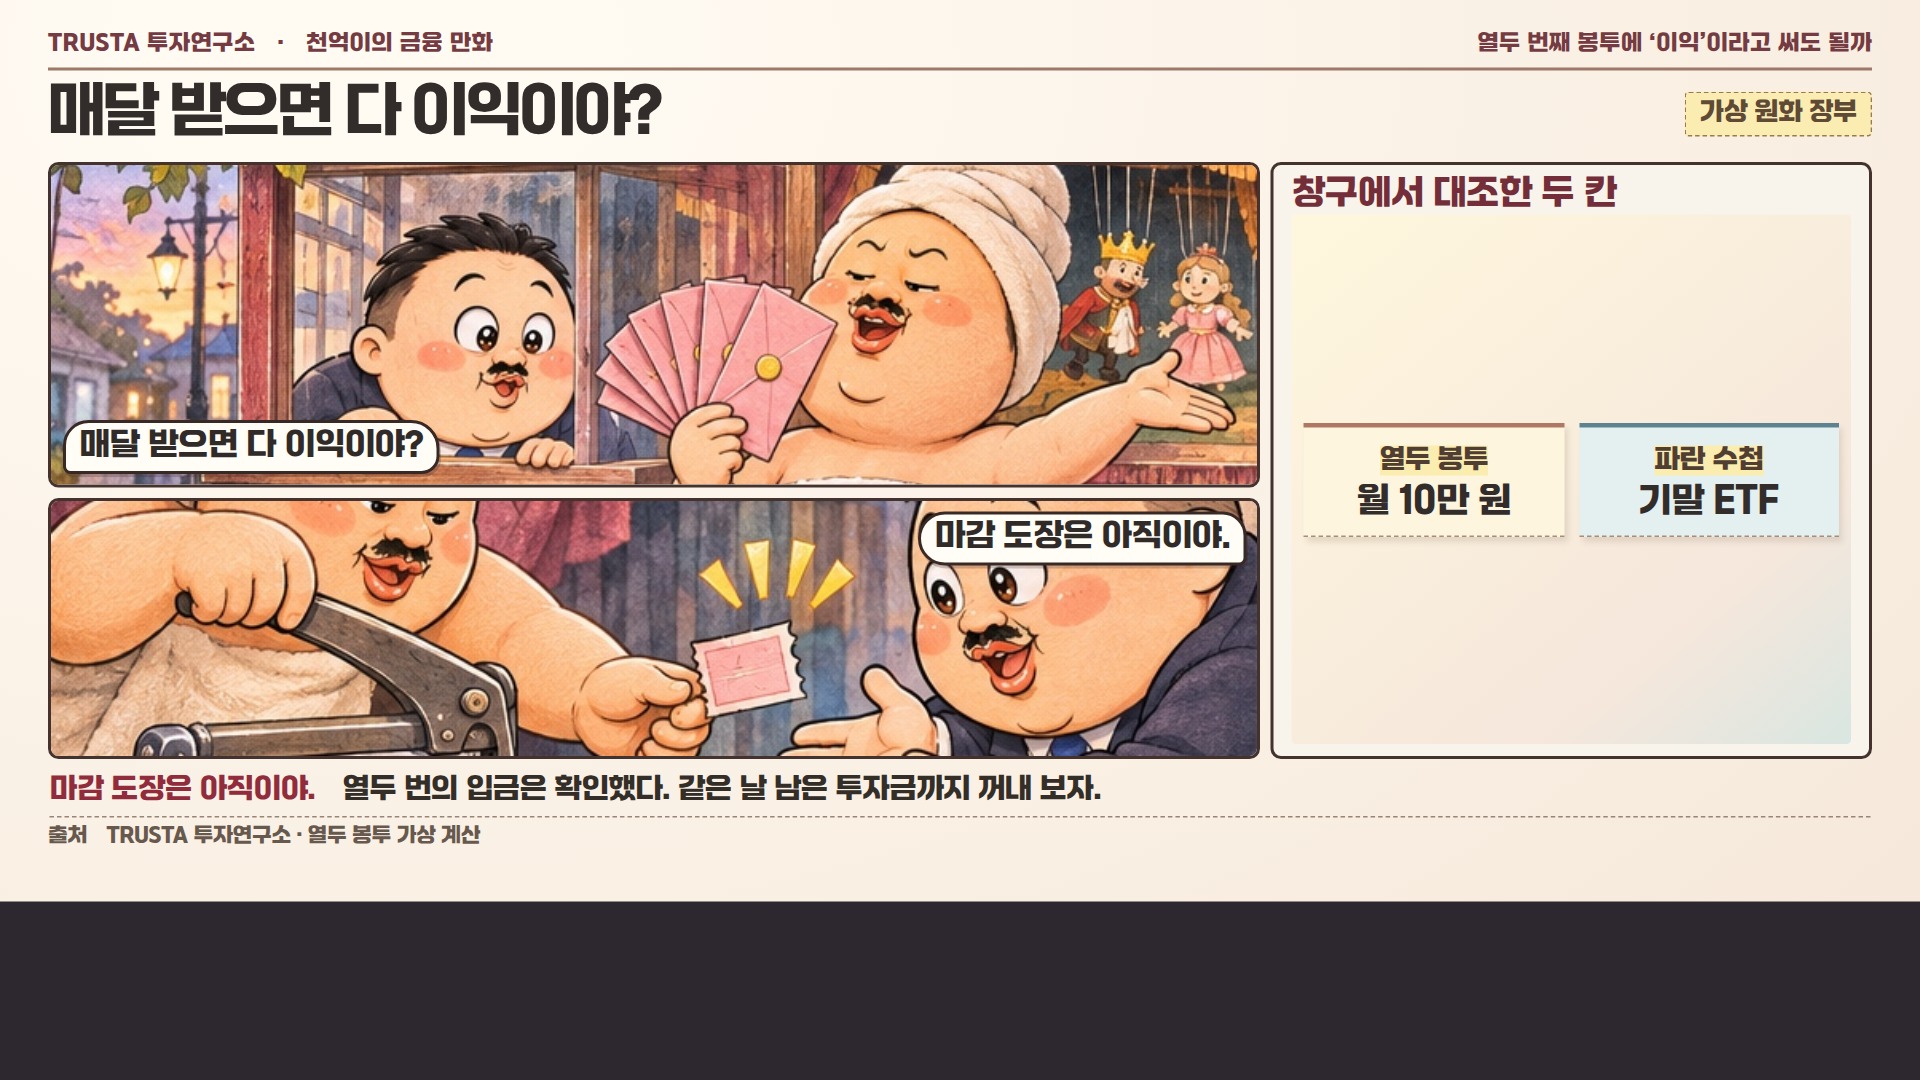 TRUSTA 투자연구소 · 천억이의 금융 만화
열두 번째 봉투에 ‘이익’이라고 써도 될까
매달 받으면 다 이익이야?
가상 원화 장부
매달 받으면 다 이익이야?
마감 도장은 아직이야.
창구에서 대조한 두 칸
열두 봉투
월 10만 원
파란 수첩
기말 ETF
마감 도장은 아직이야. 열두 번의 입금은 확인했다. 같은 날 남은 투자금까지 꺼내 보자.
출처 TRUSTA 투자연구소 · 열두 봉투 가상 계산